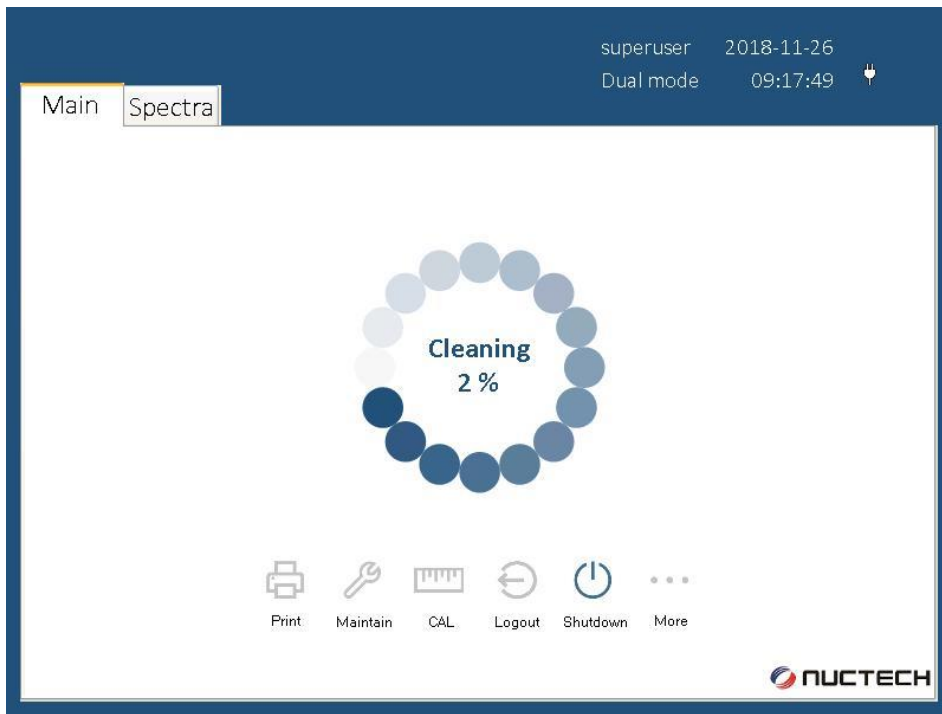 superuser 2018-11-26
Dual mode 09:17:49
Main Spectra
Cleaning
2 %
Print Maintain CAL Logout Shutdown More
NUCTECH